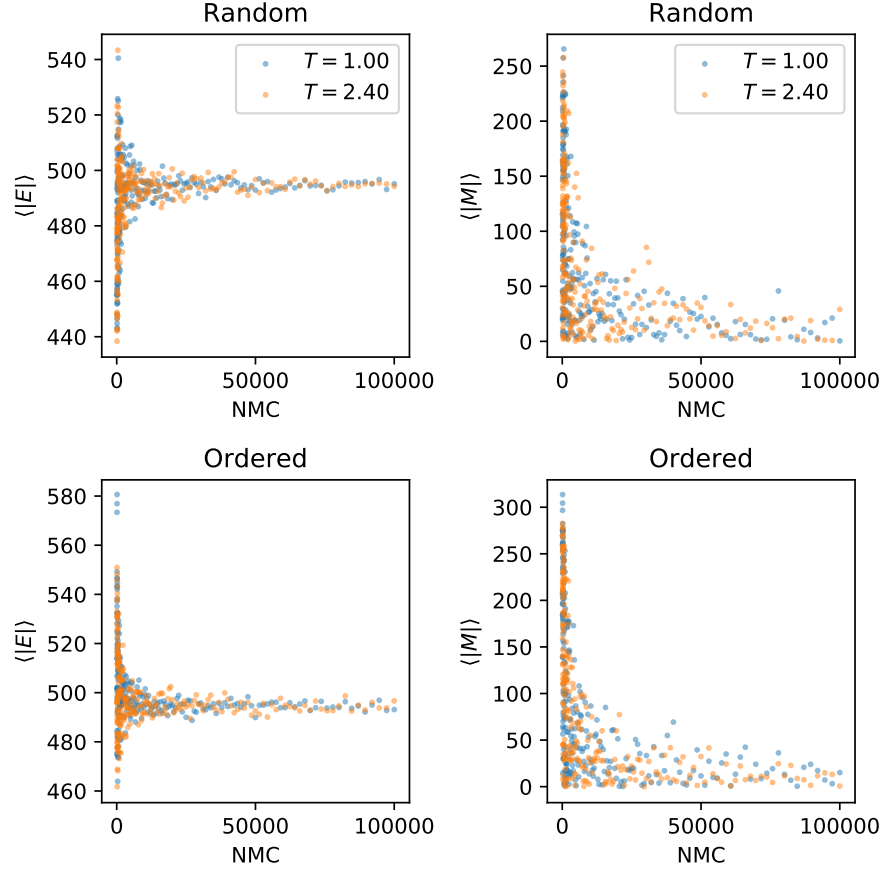 Random
540
520
500
480
460
440
⟨|E|⟩
T = 1.00
T = 2.40
0
50000
100000
NMC
Random
250
200
150
100
50
0
⟨|M|⟩
T = 1.00
T = 2.40
0
50000
100000
NMC
Ordered
580
560
540
520
500
480
460
⟨|E|⟩
0
50000
100000
NMC
Ordered
300
250
200
150
100
50
0
⟨|M|⟩
0
50000
100000
NMC